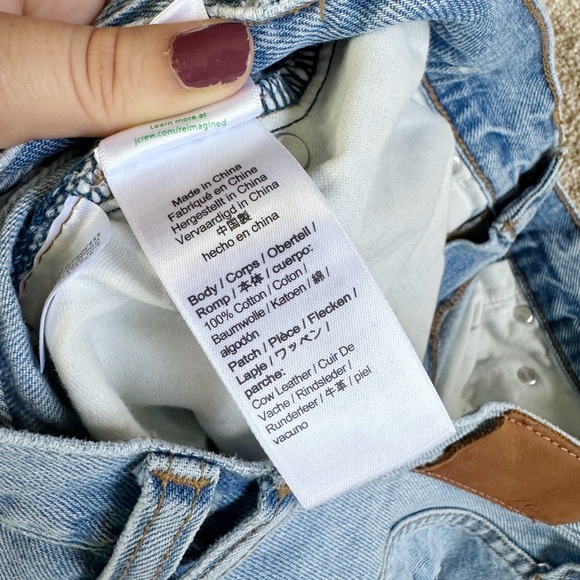 Learn more at
jcrew.com/reimagined
Made in China
Fabriqué en China
Hergestellt in China
Vervaardigd in China
中国製
hecho en china
Body / Corps / Oberteil /
Romp / 本体 / cuerpo:
100% Cotton / Coton /
Baumwolle / Katoen / 綿 /
algodón
Patch / Pièce / Flecken /
Lapje / ワッペン /
parche:
Cow Leather / Cuir De
Vache / Rindsleder /
Runderleer / 牛革 / piel
vacuno